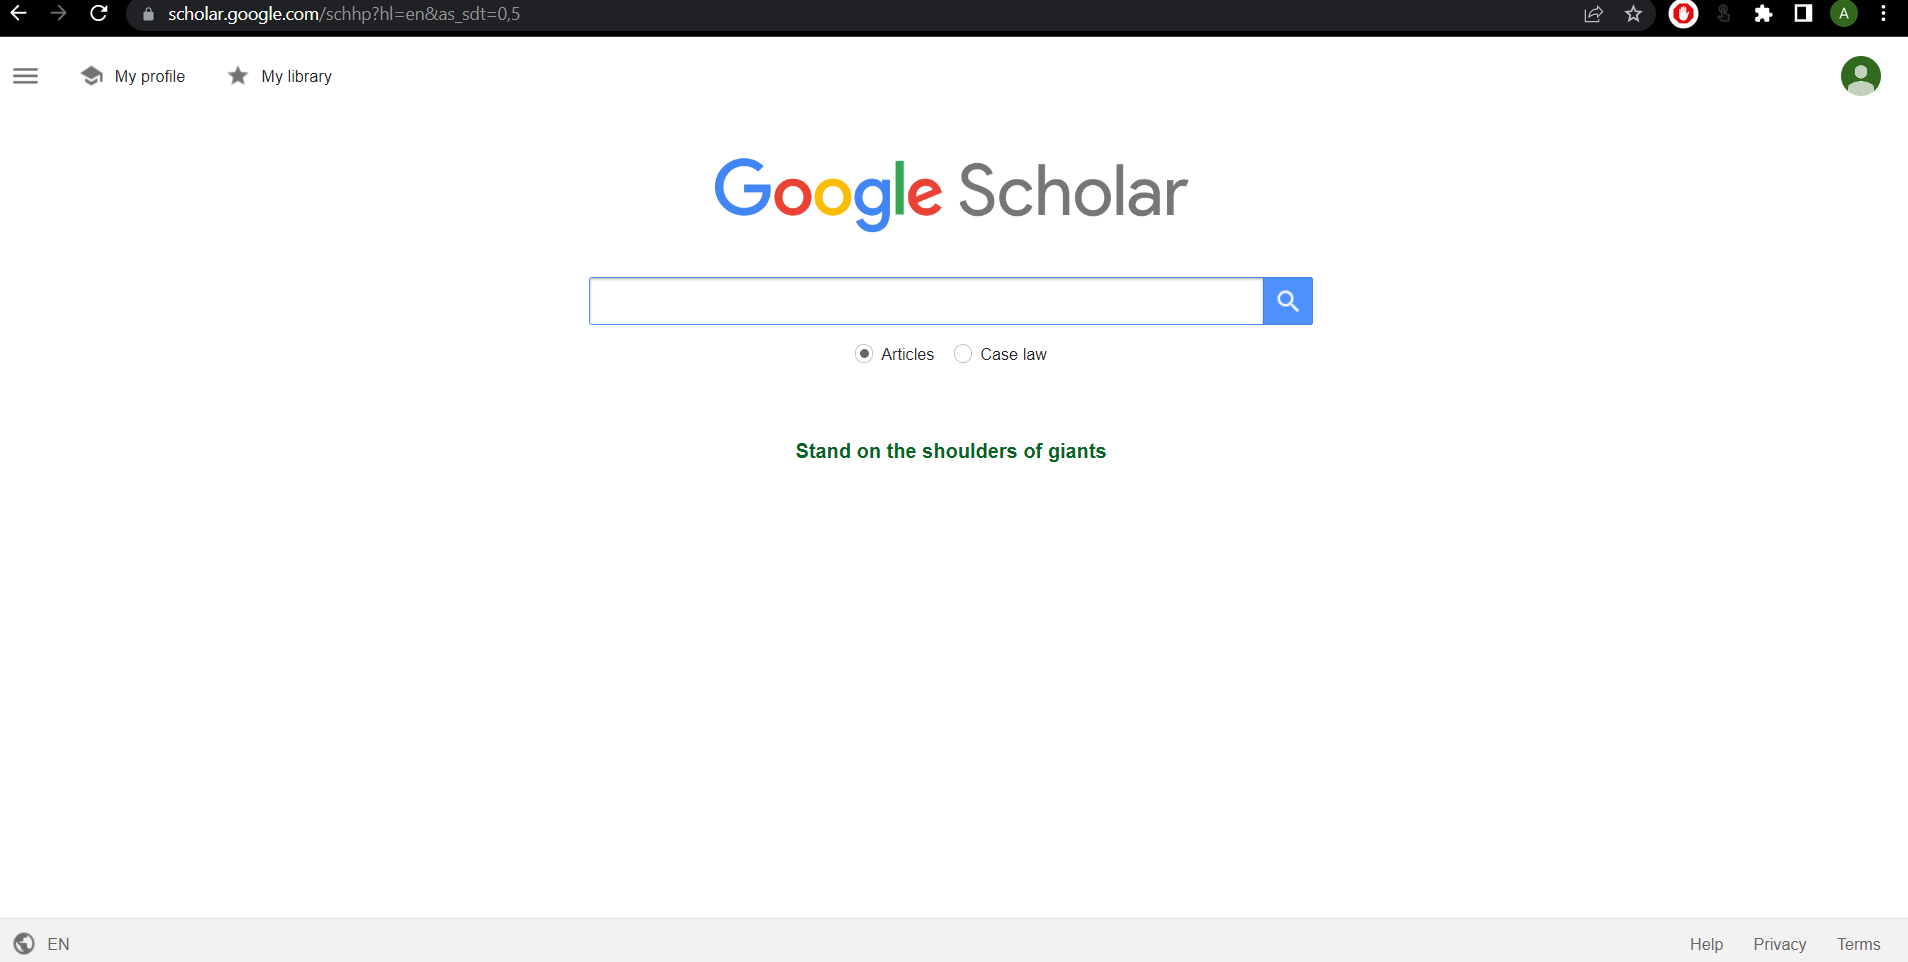 scholar.google.com/schhp?hl=en&as_sdt=0,5
A
My profile
My library
Google Scholar
Articles
Case law
Stand on the shoulders of giants
EN
Help
Privacy
Terms